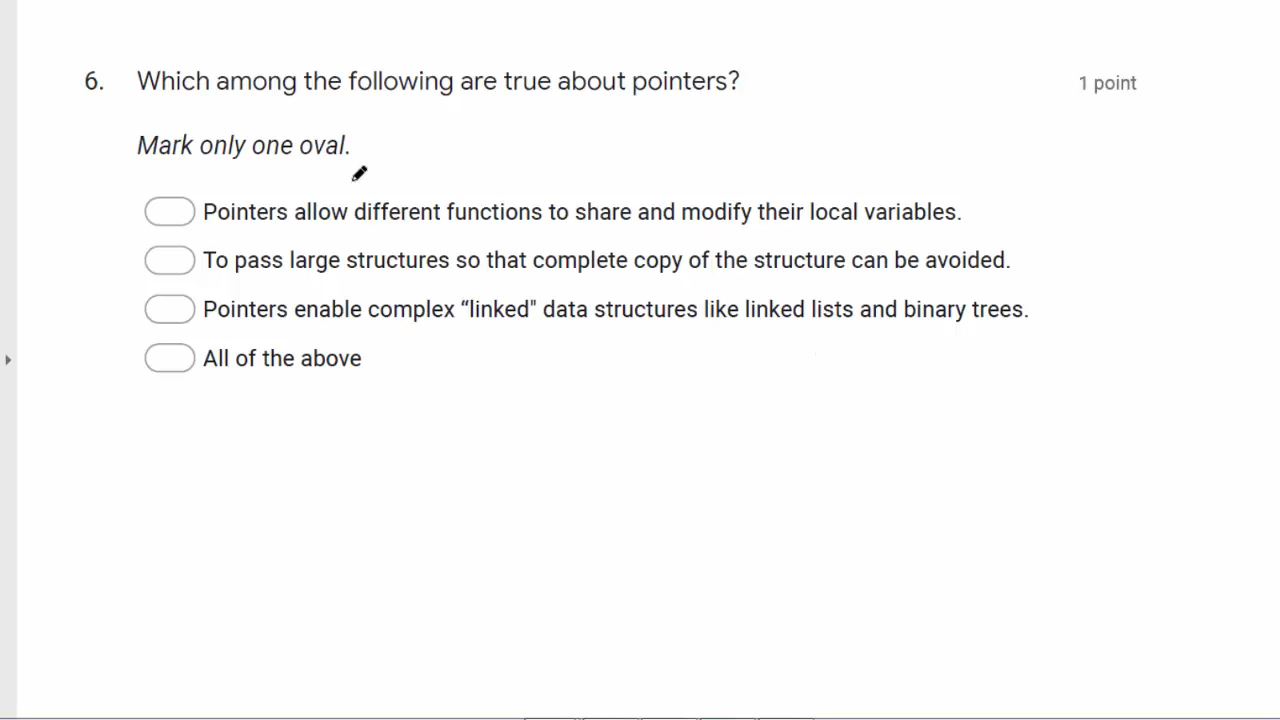 6. Which among the following are true about pointers? 1 point
Mark only one oval.
Pointers allow different functions to share and modify their local variables.
To pass large structures so that complete copy of the structure can be avoided.
Pointers enable complex “linked" data structures like linked lists and binary trees.
All of the above